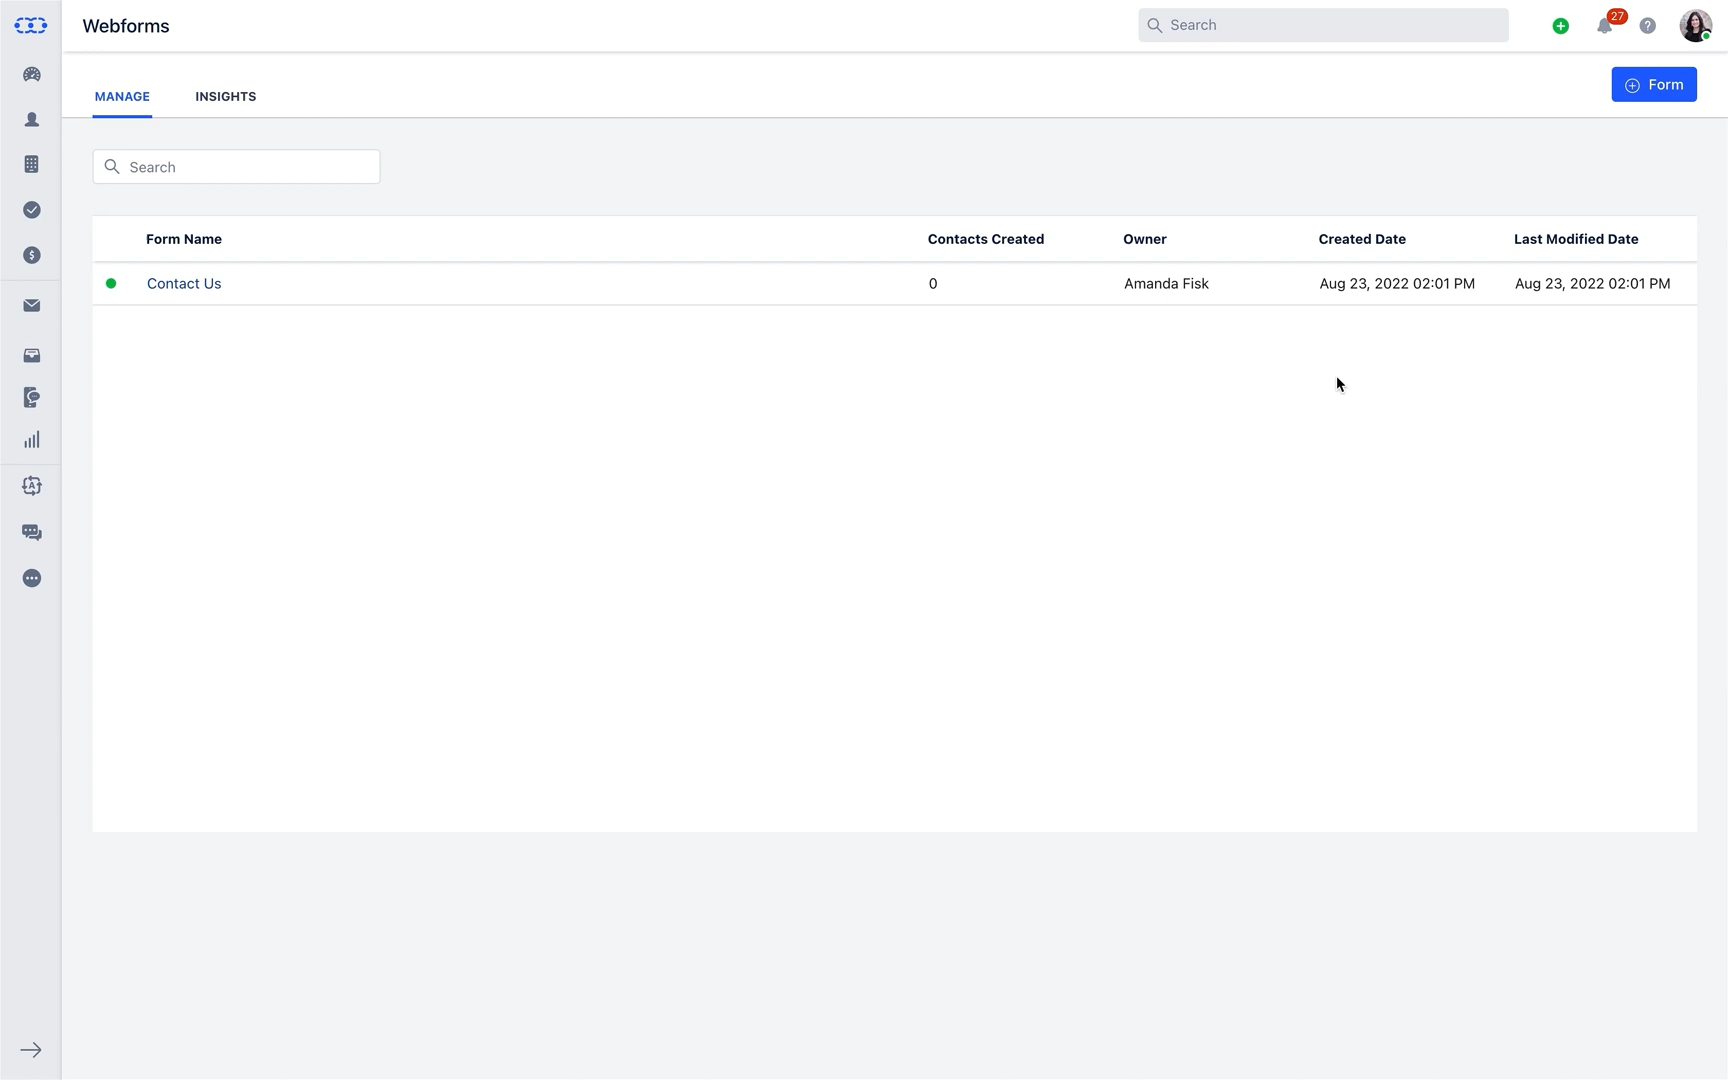 Webforms
Search
27
MANAGE INSIGHTS
Form
Search
Form Name Contacts Created Owner Created Date Last Modified Date
Contact Us 0 Amanda Fisk Aug 23, 2022 02:01 PM Aug 23, 2022 02:01 PM